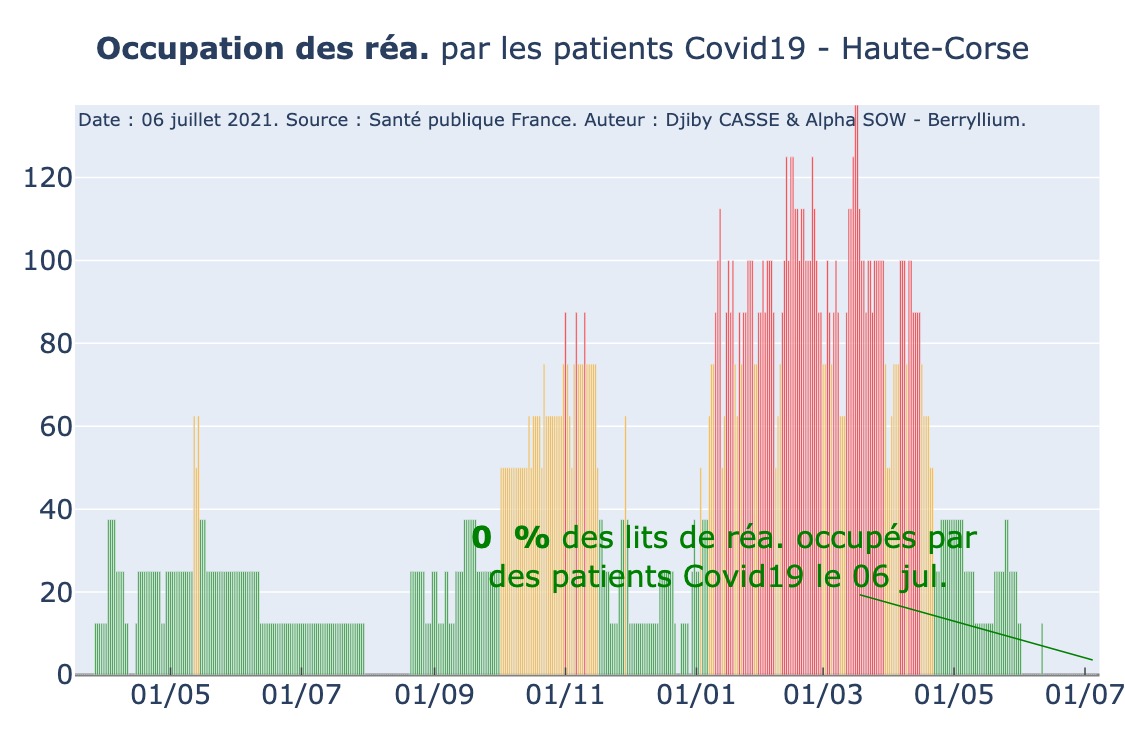 Occupation des réa. par les patients Covid19 - Haute-Corse
Date : 06 juillet 2021. Source : Santé publique France. Auteur : Djiby CASSE & Alpha SOW - Berryllium.
120
100
80
60
40
20
0
0 % des lits de réa. occupés par
des patients Covid19 le 06 jul.
01/05 01/07 01/09 01/11 01/01 01/03 01/05 01/07